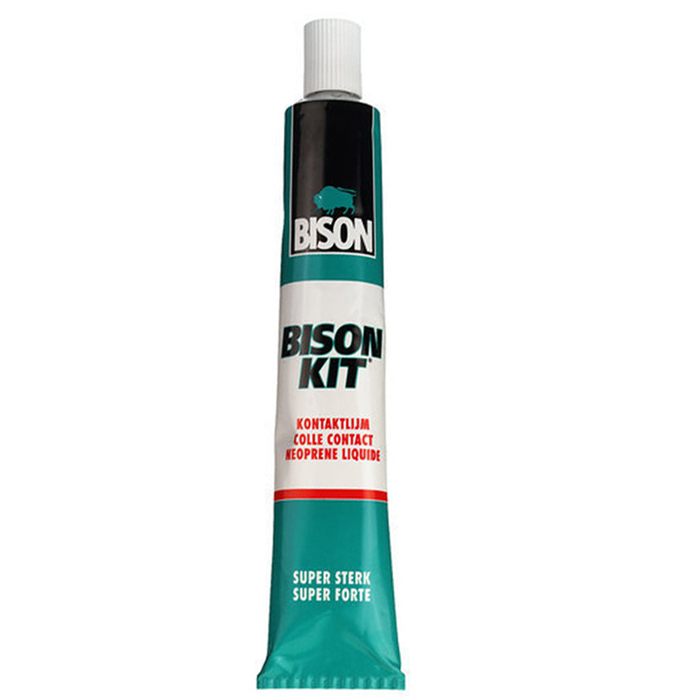 BISON
BISON
KIT®
KONTAKTLIJM
COLLE CONTACT
NEOPRENE LIQUIDE
SUPER STERK
SUPER FORTE